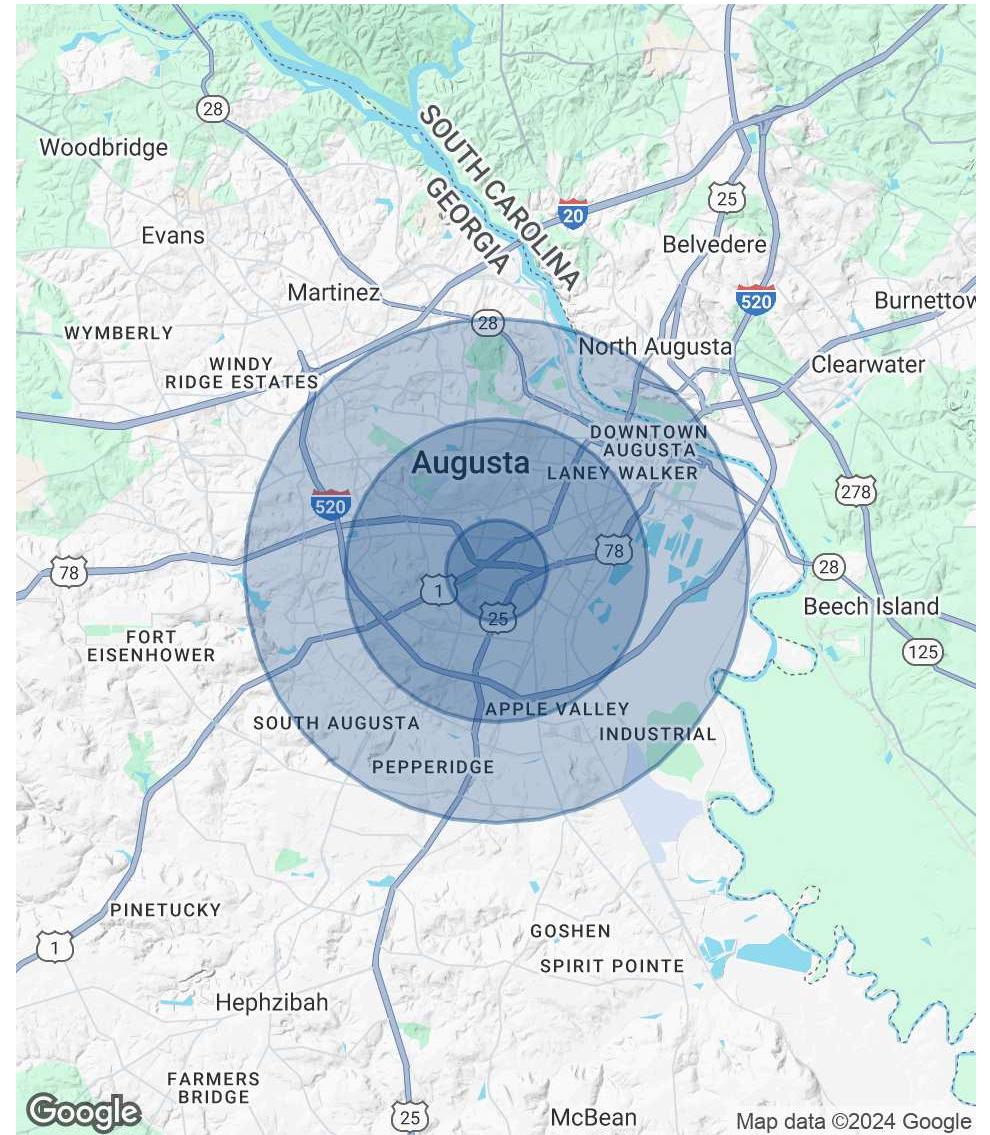 28
Woodbridge
SOUTH CAROLINA
GEORGIA
25
20
Evans
Belvedere
Martinez
520
Burnettow
28
WYMBERLY
North Augusta
WINDY
RIDGE ESTATES
Clearwater
DOWNTOWN
AUGUSTA
Augusta
LANEY WALKER
520
278
78
78
28
1
Beech Island
25
FORT
EISENHOWER
125
APPLE VALLEY
SOUTH AUGUSTA
INDUSTRIAL
PEPPERIDGE
PINETUCKY
GOSHEN
1
SPIRIT POINTE
Hephzibah
FARMERS
BRIDGE
Google
25
McBean
Map data ©2024 Google